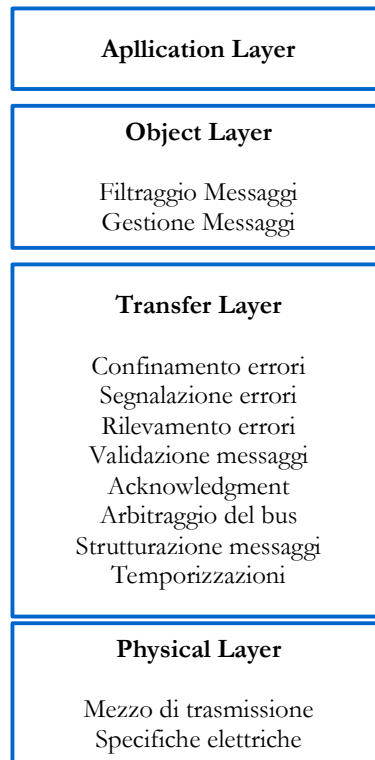 Apllication Layer
Object Layer
Filtraggio Messaggi
Gestione Messaggi
Transfer Layer
Confinamento errori
Segnalazione errori
Rilevamento errori
Validazione messaggi
Acknowledgment
Arbitraggio del bus
Strutturazione messaggi
Temporizzazioni
Physical Layer
Mezzo di trasmissione
Specifiche elettriche